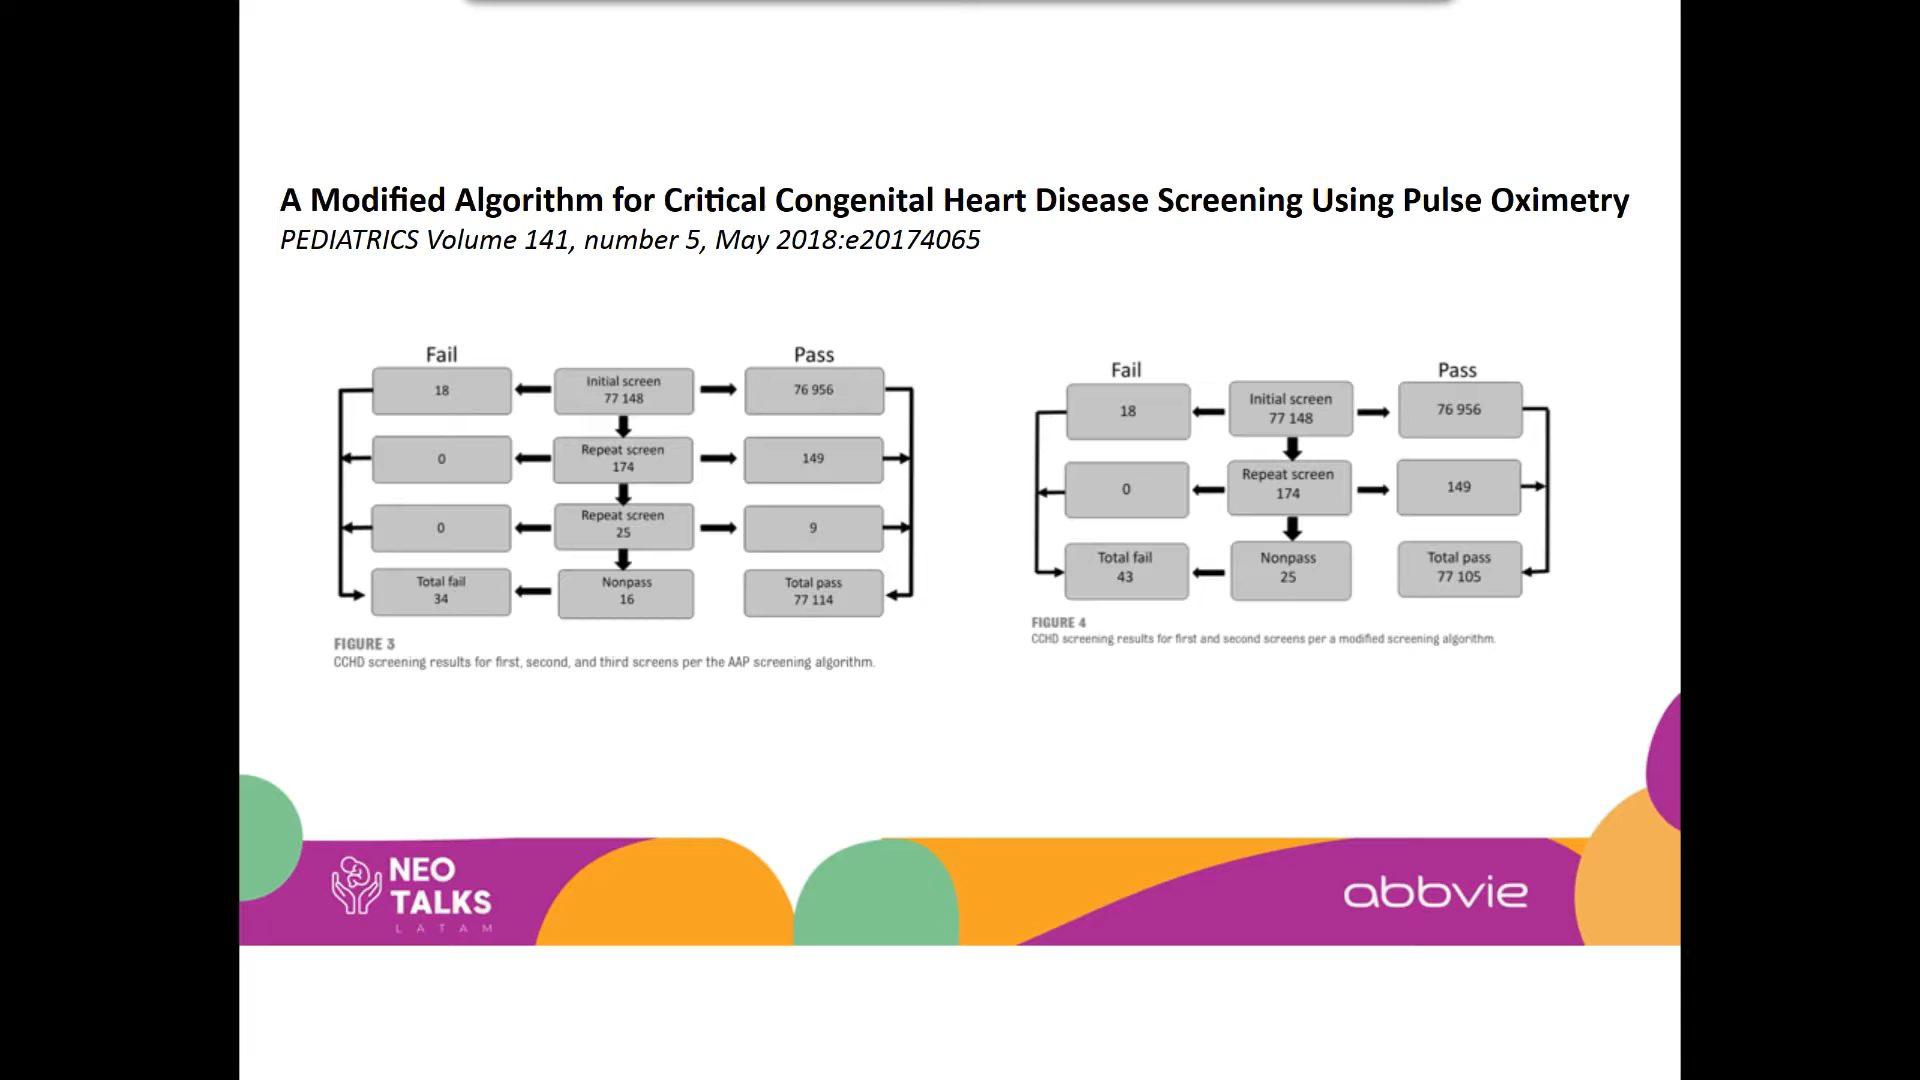 A Modified Algorithm for Critical Congenital Heart Disease Screening Using Pulse Oximetry
PEDIATRICS Volume 141, number 5, May 2018:e20174065
Fail
Pass
18
Initial screen
77 148
76 956
0
Repeat screen
174
149
0
Repeat screen
25
9
Total fail
34
Nonpass
16
Total pass
77 114
FIGURE 3
CCHD screening results for first, second, and third screens per the AAP screening algorithm.
Fail
Pass
18
Initial screen
77 148
76 956
0
Repeat screen
174
149
Total fail
43
Nonpass
25
Total pass
77 105
FIGURE 4
CCHD screening results for first and second screens per a modified screening algorithm.
NEO
TALKS
LATAM
abbvie